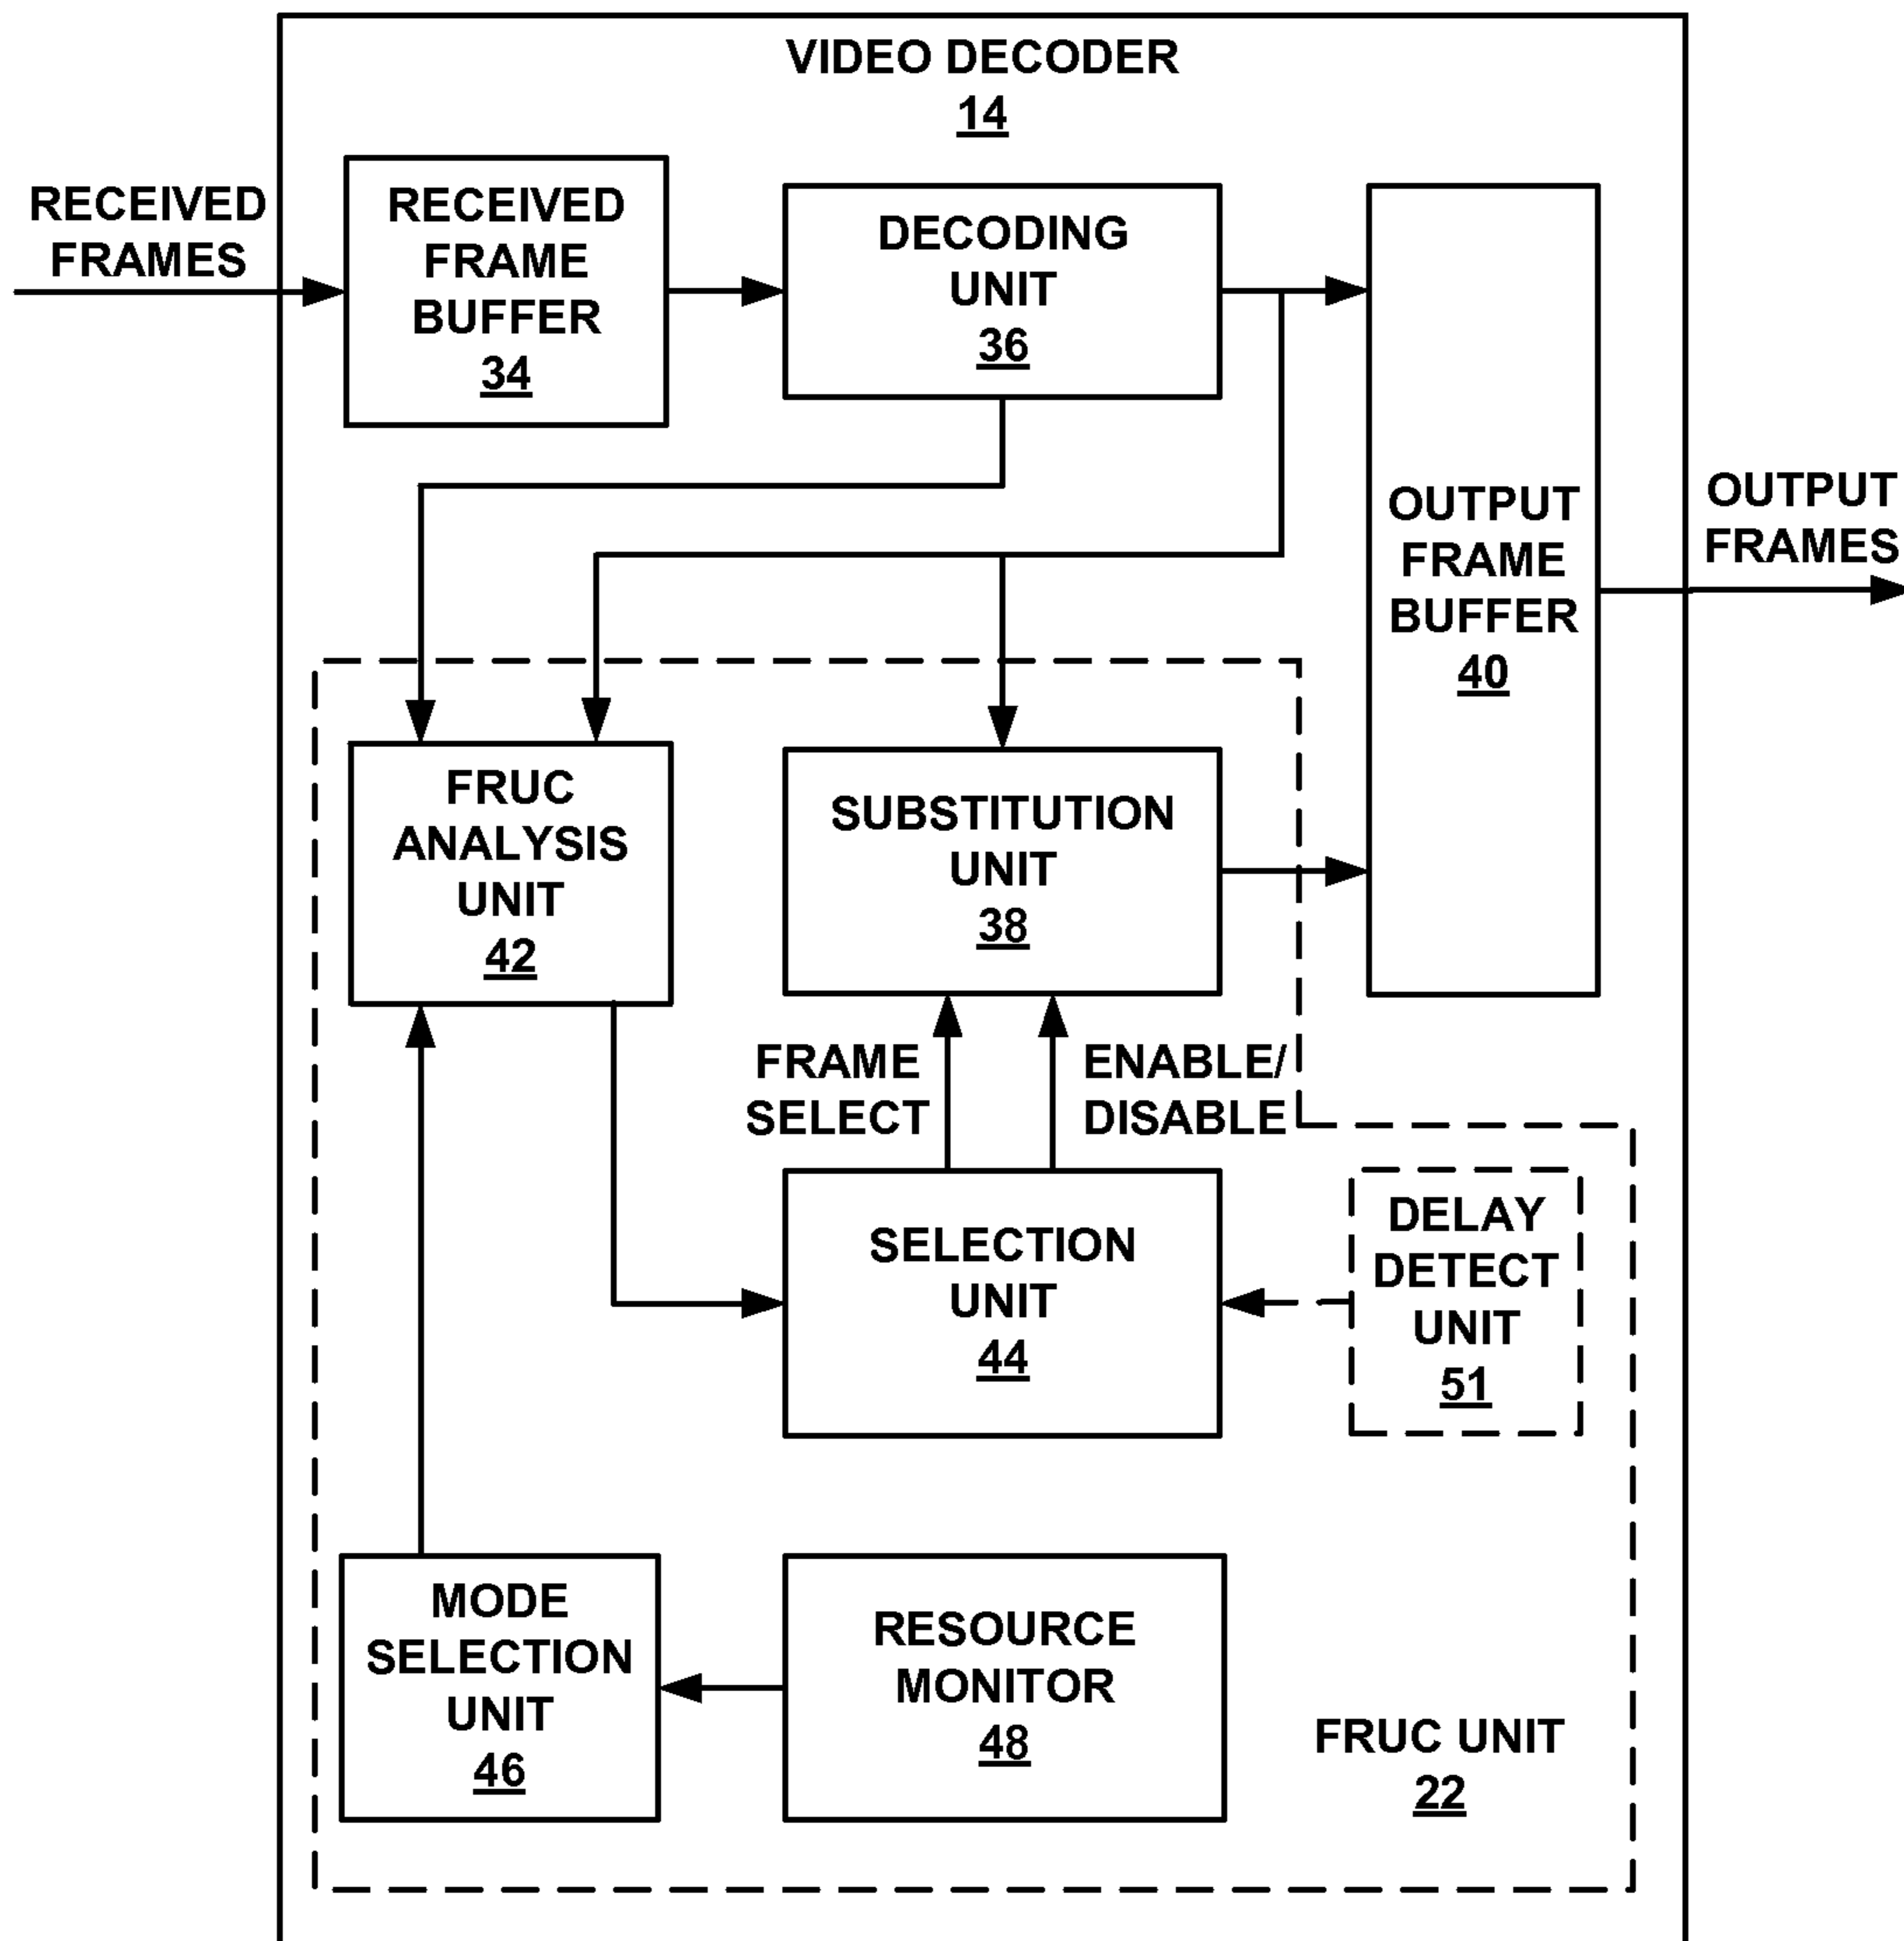 VIDEO DECODER
14
RECEIVED
FRAMES
RECEIVED
FRAME
BUFFER
34
DECODING
UNIT
36
OUTPUT
FRAME
BUFFER
40
OUTPUT
FRAMES
FRUC
ANALYSIS
UNIT
42
SUBSTITUTION
UNIT
38
FRAME
SELECT
ENABLE/
DISABLE
SELECTION
UNIT
44
DELAY
DETECT
UNIT
51
MODE
SELECTION
UNIT
46
RESOURCE
MONITOR
48
FRUC UNIT
22